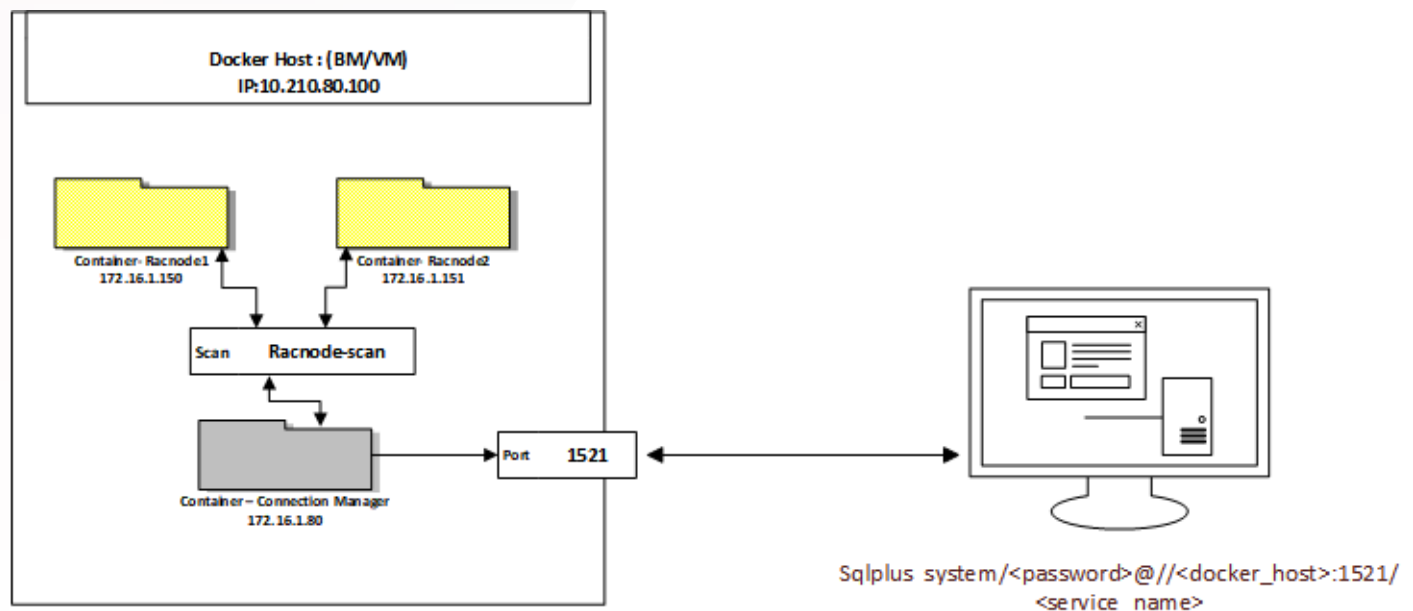 Docker Host : (BM/VM)
IP:10.210.80.100
Container- Racnode1
172.16.1.150
Container- Racnode2
172.16.1.151
Scan Racnode-scan
Container – Connection Manager
172.16.1.80
Port 1521
Sqlplus system/<password>@//<docker_host>:1521/
<service name>